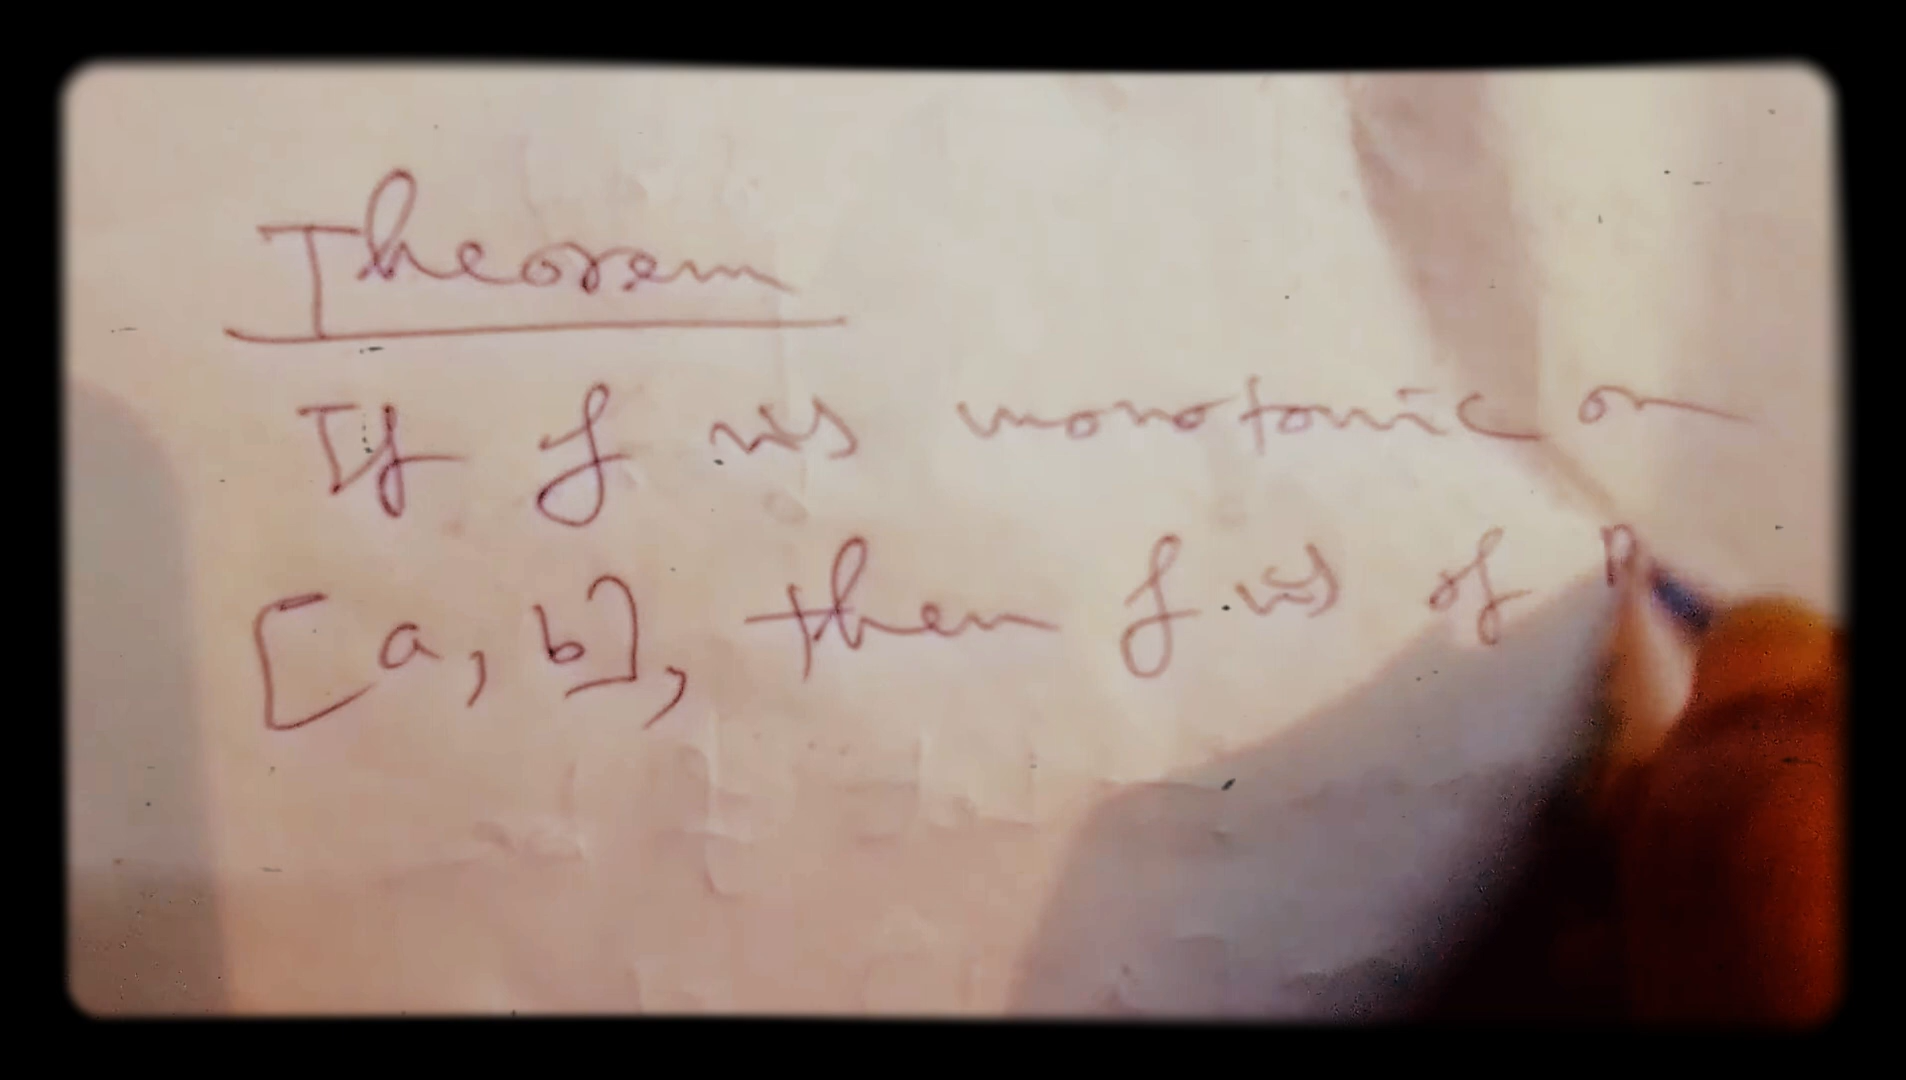 Theorem
If f is monotonic on
[a, b], then f is of